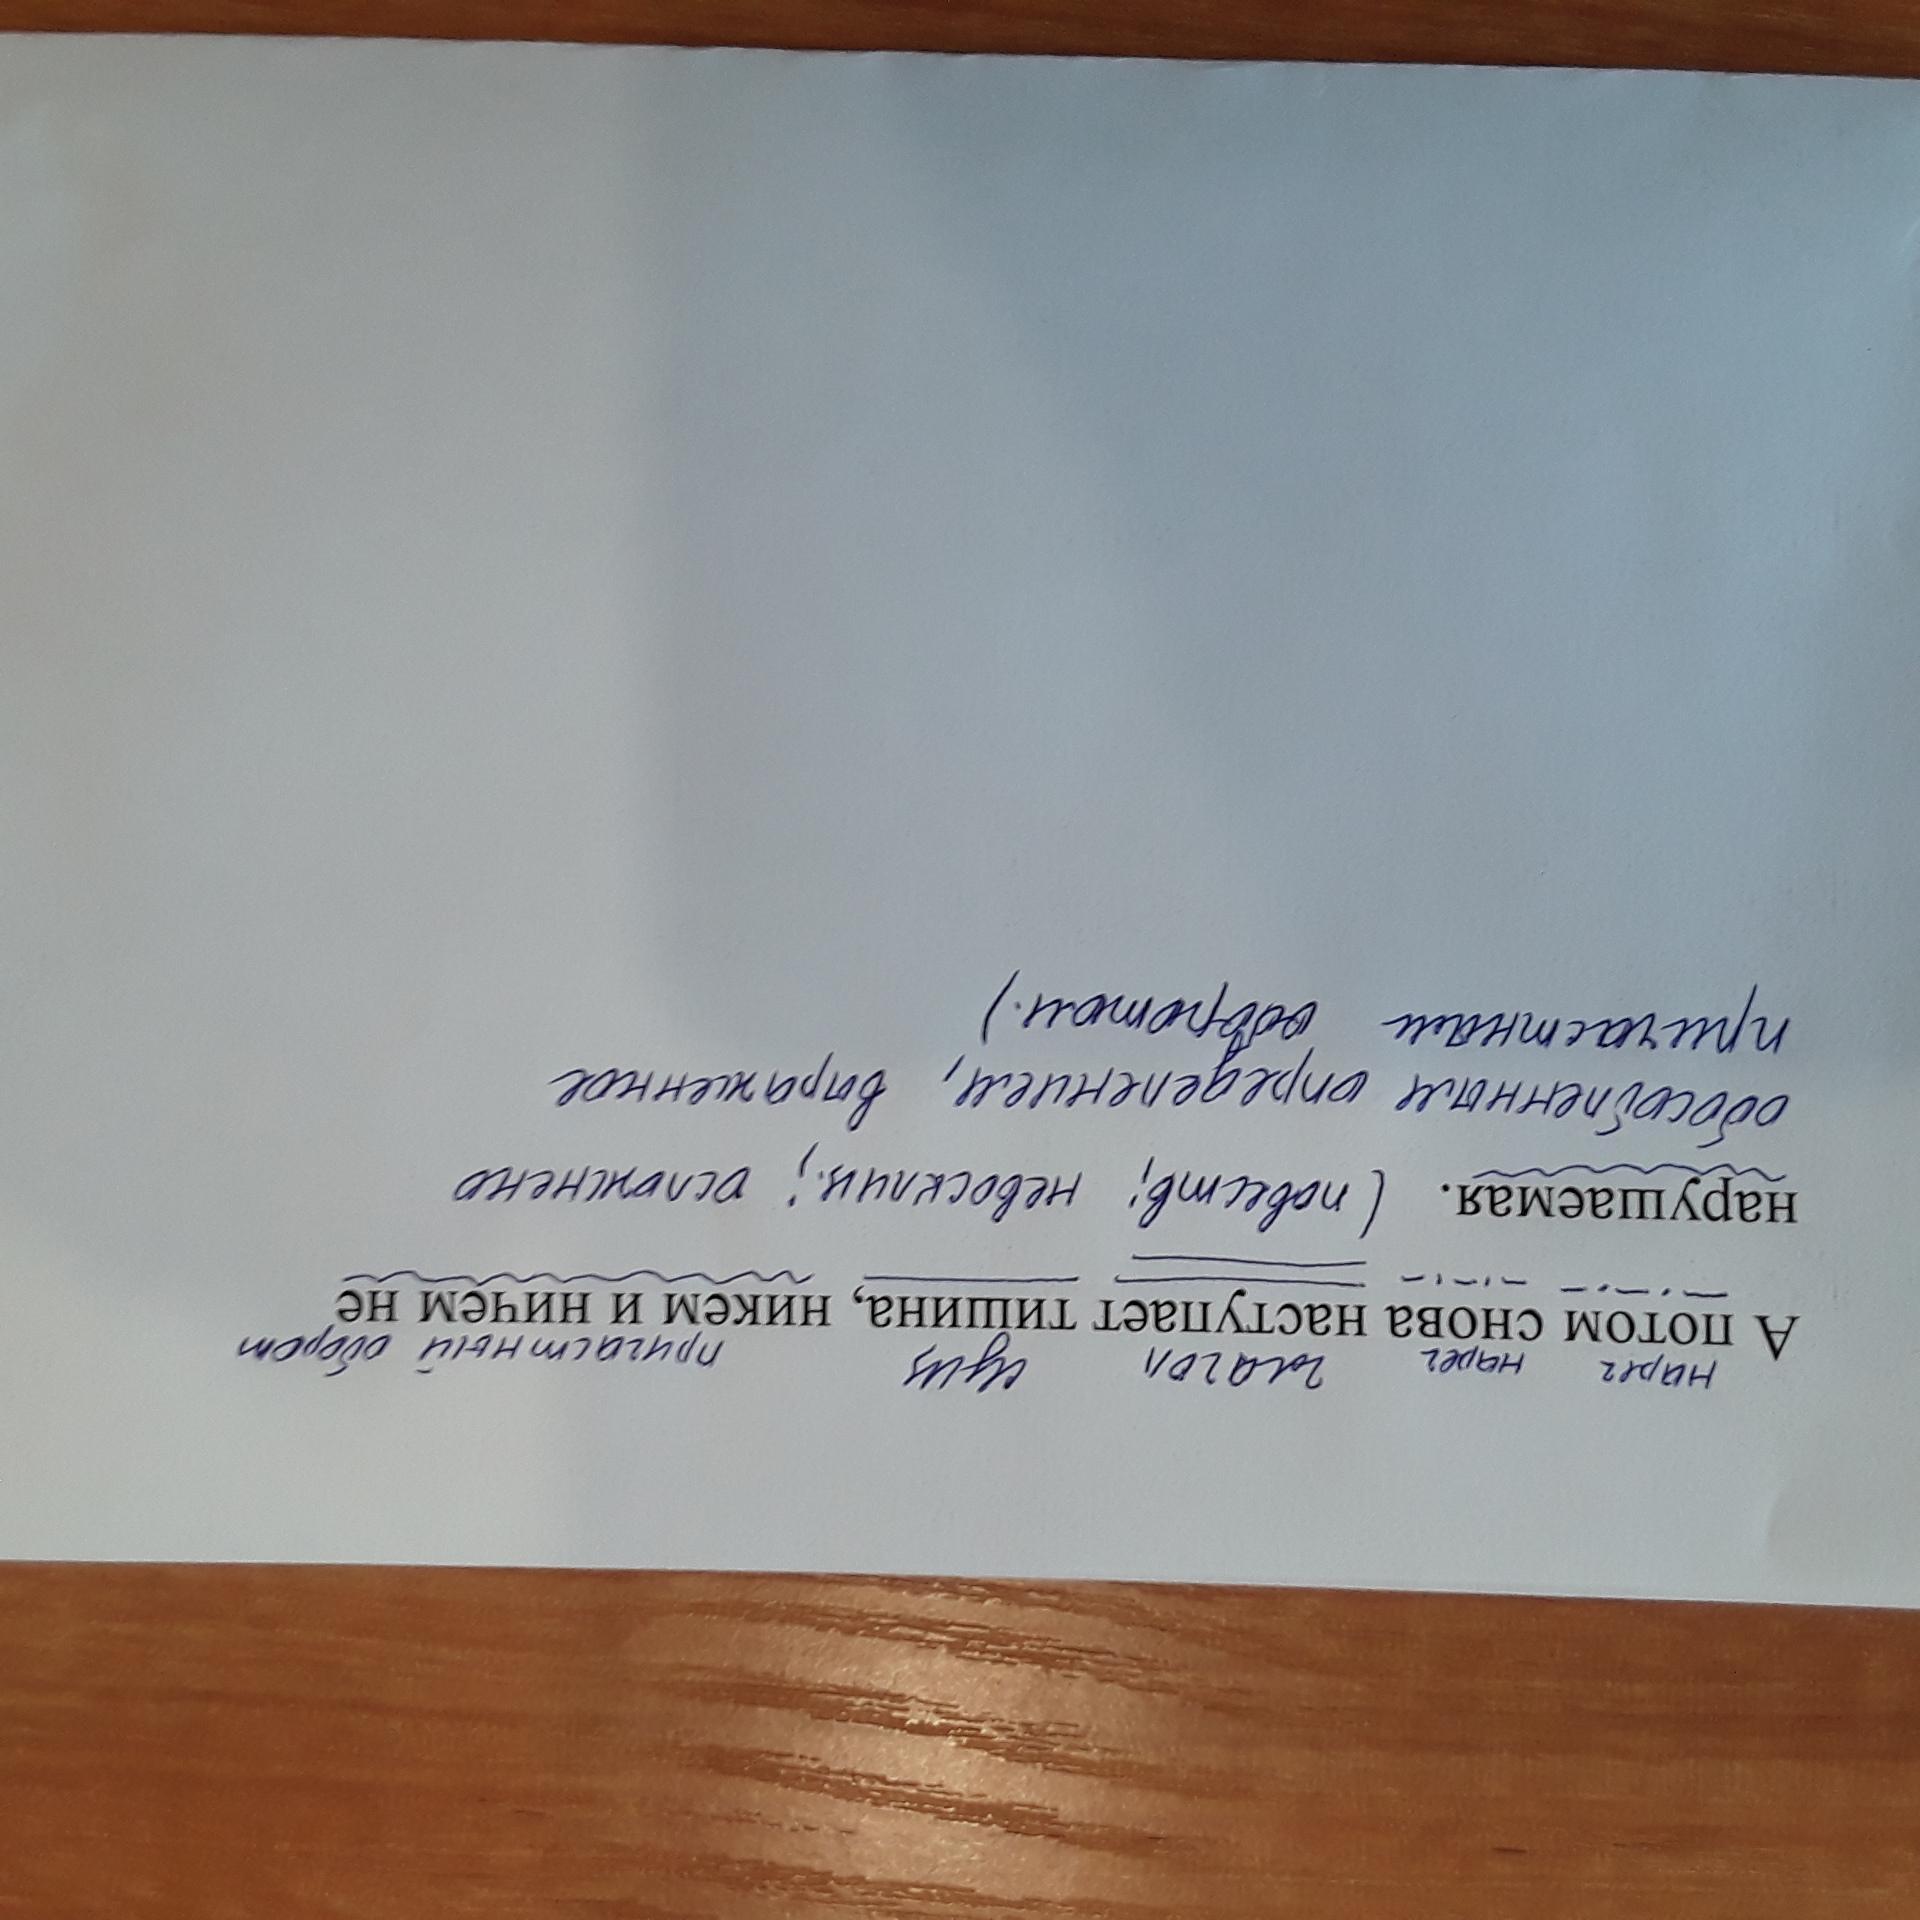 нареч нареч глагол сущ причастный оборот
А потом снова наступает тишина, никем и ничем не
нарушаемая. (повеств; невосклиц.; осложнено
обособленным определением, выраженное
причастным оборотом.)